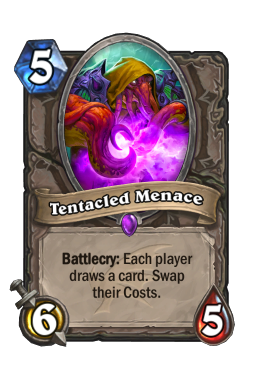 5
Tentacled Menace
Battlecry: Each player
draws a card. Swap
their Costs.
6
5